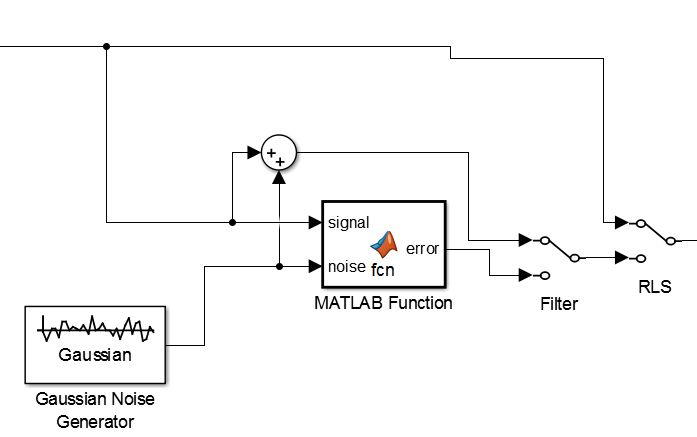 signal
error
noise fcn
MATLAB Function
Filter
RLS
Gaussian
Gaussian Noise
Generator